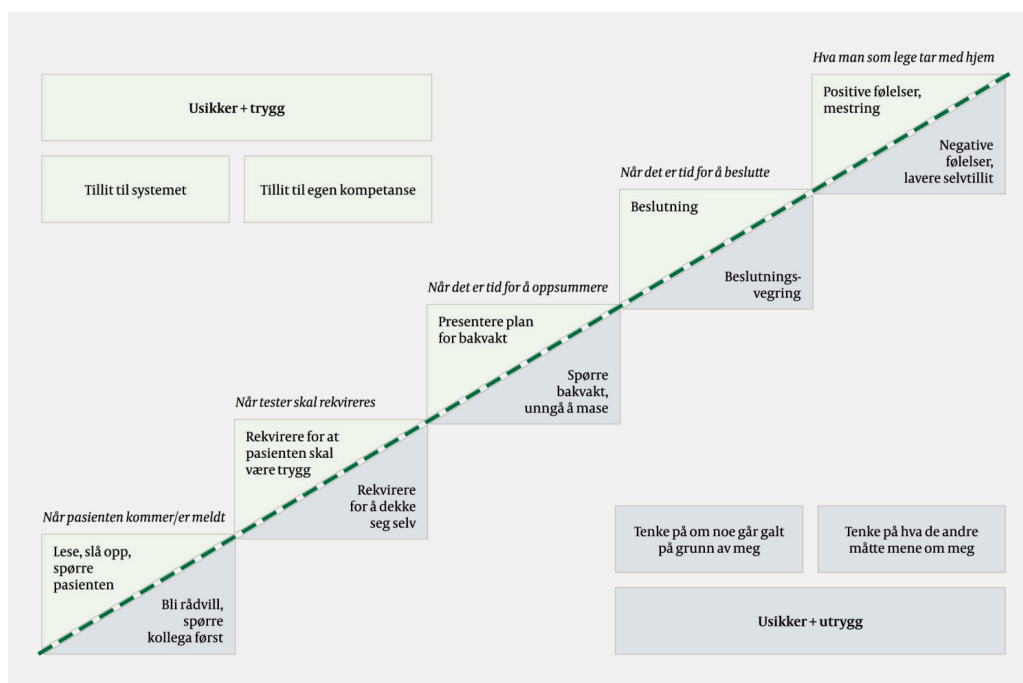 Hva man som lege tar med hjem
Usikker + trygg
Positive følelser,
mestring
Tillit til systemet
Tillit til egen kompetanse
Negative
følelser,
lavere selvtillit
Når det er tid for å beslutte
Beslutning
Beslutnings-
vegring
Når det er tid for å oppsummere
Presentere plan
for bakvakt
Spørre
bakvakt,
unngå å mase
Når tester skal rekvireres
Rekvirere for at
pasienten skal
være trygg
Rekvirere
for å dekke
seg selv
Når pasienten kommer/er meldt
Lese, slå opp,
spørre
pasienten
Bli rådvill,
spørre
kollega først
Tenke på om noe går galt
på grunn av meg
Tenke på hva de andre
måtte mene om meg
Usikker + utrygg